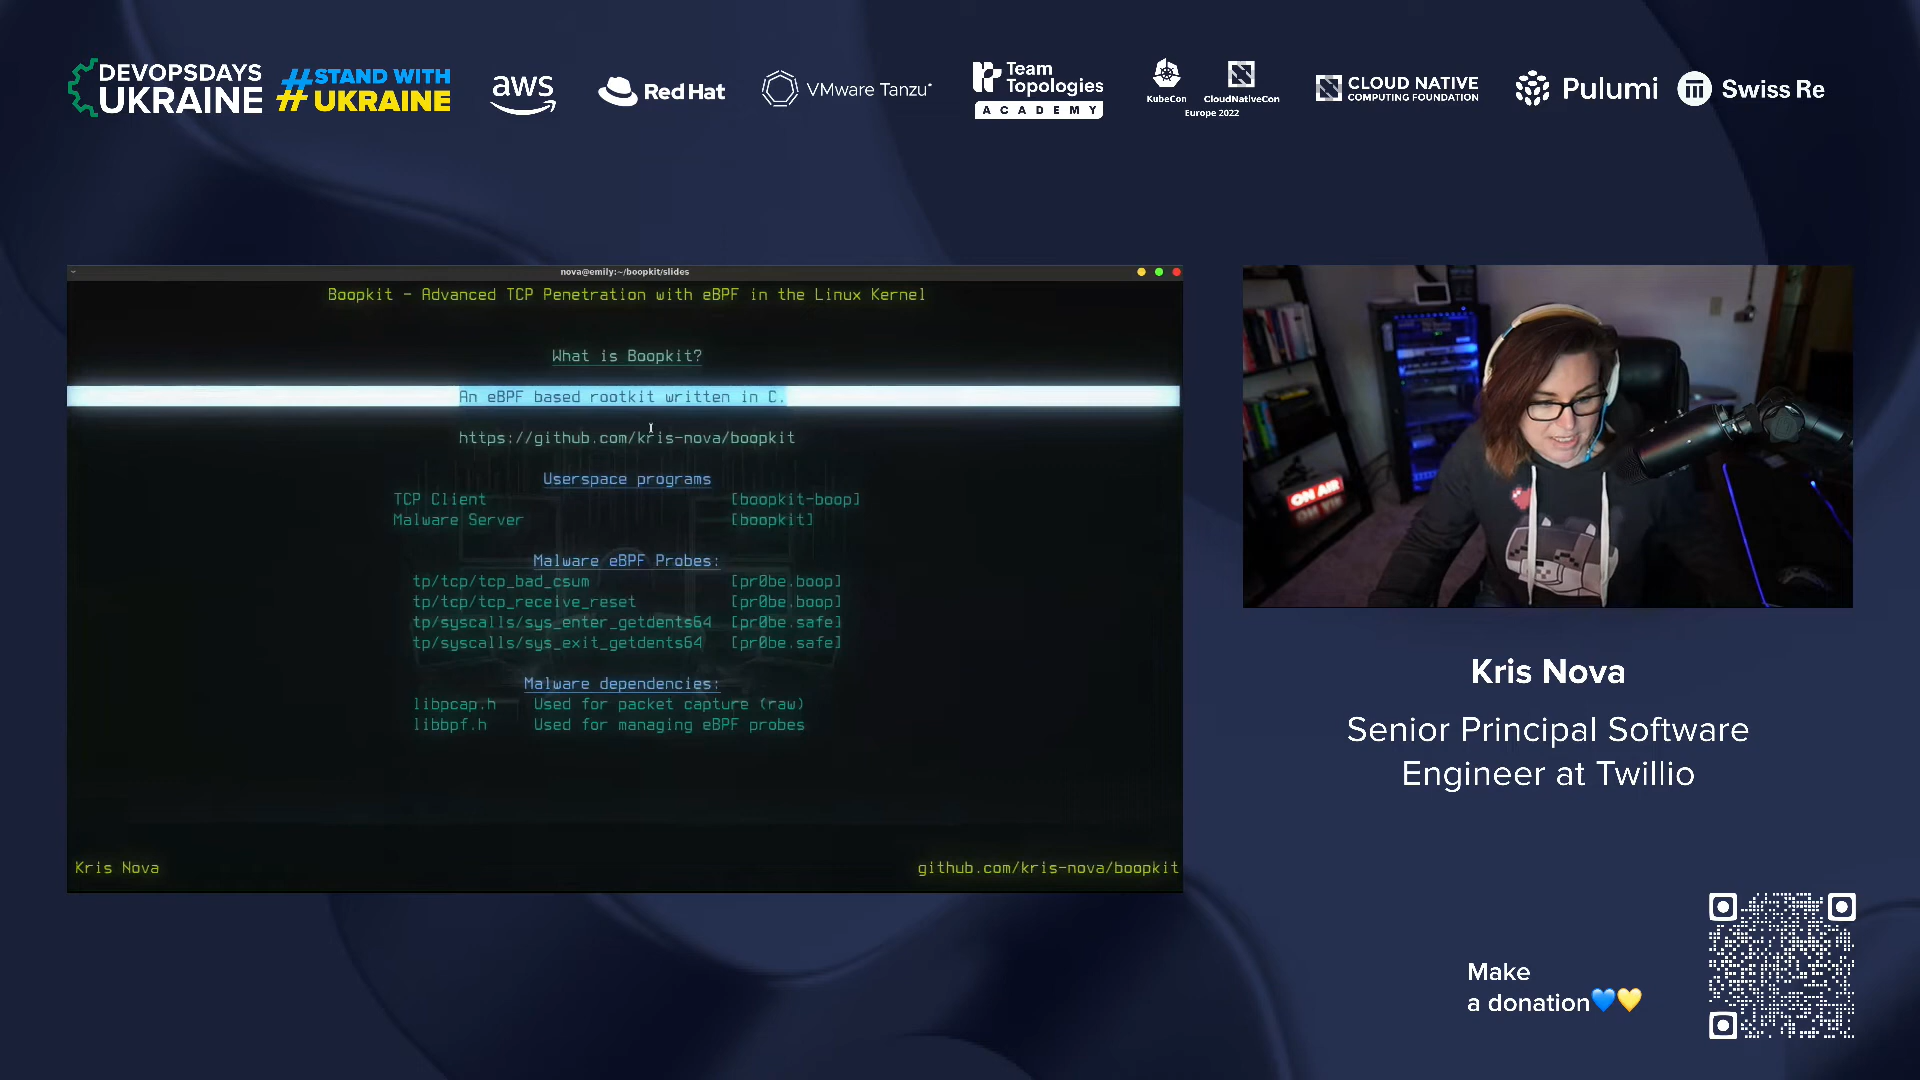 DEVOPSDAYS
UKRAINE
#STAND WITH
UKRAINE
aws
Red Hat
VMware Tanzu
Team
Topologies
ACADEMY
KubeCon
CloudNativeCon
Europe 2022
CLOUD NATIVE
COMPUTING FOUNDATION
Pulumi
Swiss Re
nova@emily:~/boopkit/slides
Boopkit - Advanced TCP Penetration with eBPF in the Linux Kernel
What is Boopkit?
An eBPF based rootkit written in C.
https://github.com/kris-nova/boopkit
Userspace programs
TCP Client [boopkit-boop]
Malware Server [boopkit]
Malware eBPF Probes:
tp/tcp/tcp_bad_csum [pr0be.boop]
tp/tcp/tcp_receive_reset [pr0be.boop]
tp/syscalls/sys_enter_getdents64 [pr0be.safe]
tp/syscalls/sys_exit_getdents64 [pr0be.safe]
Malware dependencies:
libpcap.h Used for packet capture (raw)
libbpf.h Used for managing eBPF probes
Kris Nova
github.com/kris-nova/boopkit
ON AIR
Kris Nova
Senior Principal Software
Engineer at Twillio
Make
a donation💙💛